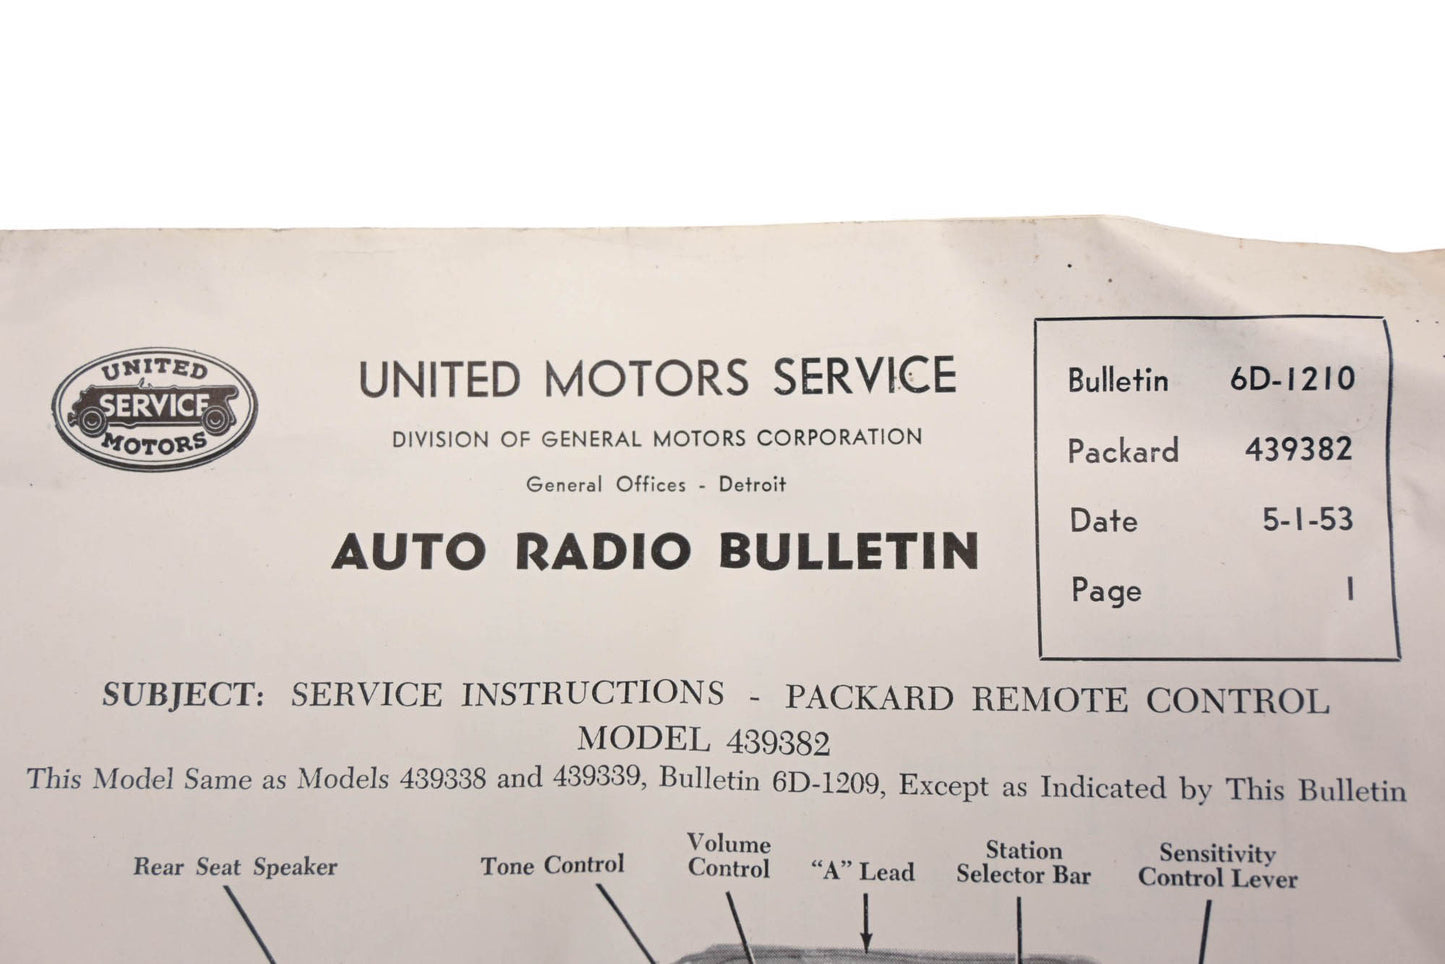 UNITED
SERVICE
MOTORS
UNITED MOTORS SERVICE
DIVISION OF GENERAL MOTORS CORPORATION
General Offices - Detroit
AUTO RADIO BULLETIN
Bulletin 6D-1210
Packard 439382
Date 5-1-53
Page 1
SUBJECT: SERVICE INSTRUCTIONS - PACKARD REMOTE CONTROL
MODEL 439382
This Model Same as Models 439338 and 439339, Bulletin 6D-1209, Except as Indicated by This Bulletin
Rear Seat Speaker
Tone Control
Volume
Control
“A” Lead
Station
Selector Bar
Sensitivity
Control Lever